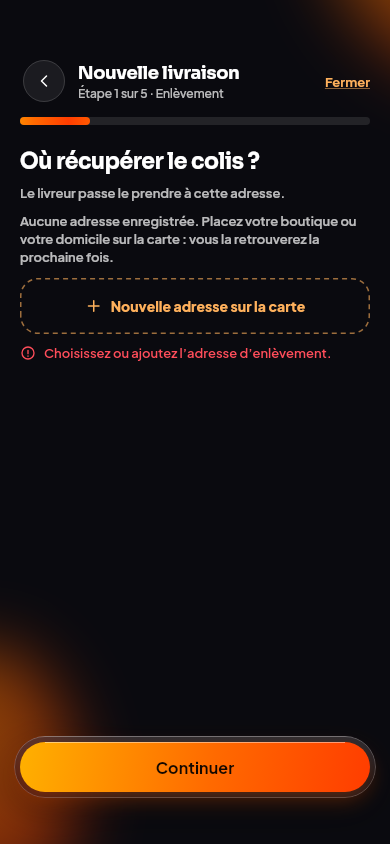 Nouvelle livraison
Étape 1 sur 5 · Enlèvement
Fermer
Où récupérer le colis ?
Le livreur passe le prendre à cette adresse.
Aucune adresse enregistrée. Placez votre boutique ou
votre domicile sur la carte : vous la retrouverez la
prochaine fois.
Nouvelle adresse sur la carte
Choisissez ou ajoutez l'adresse d'enlèvement.
Continuer